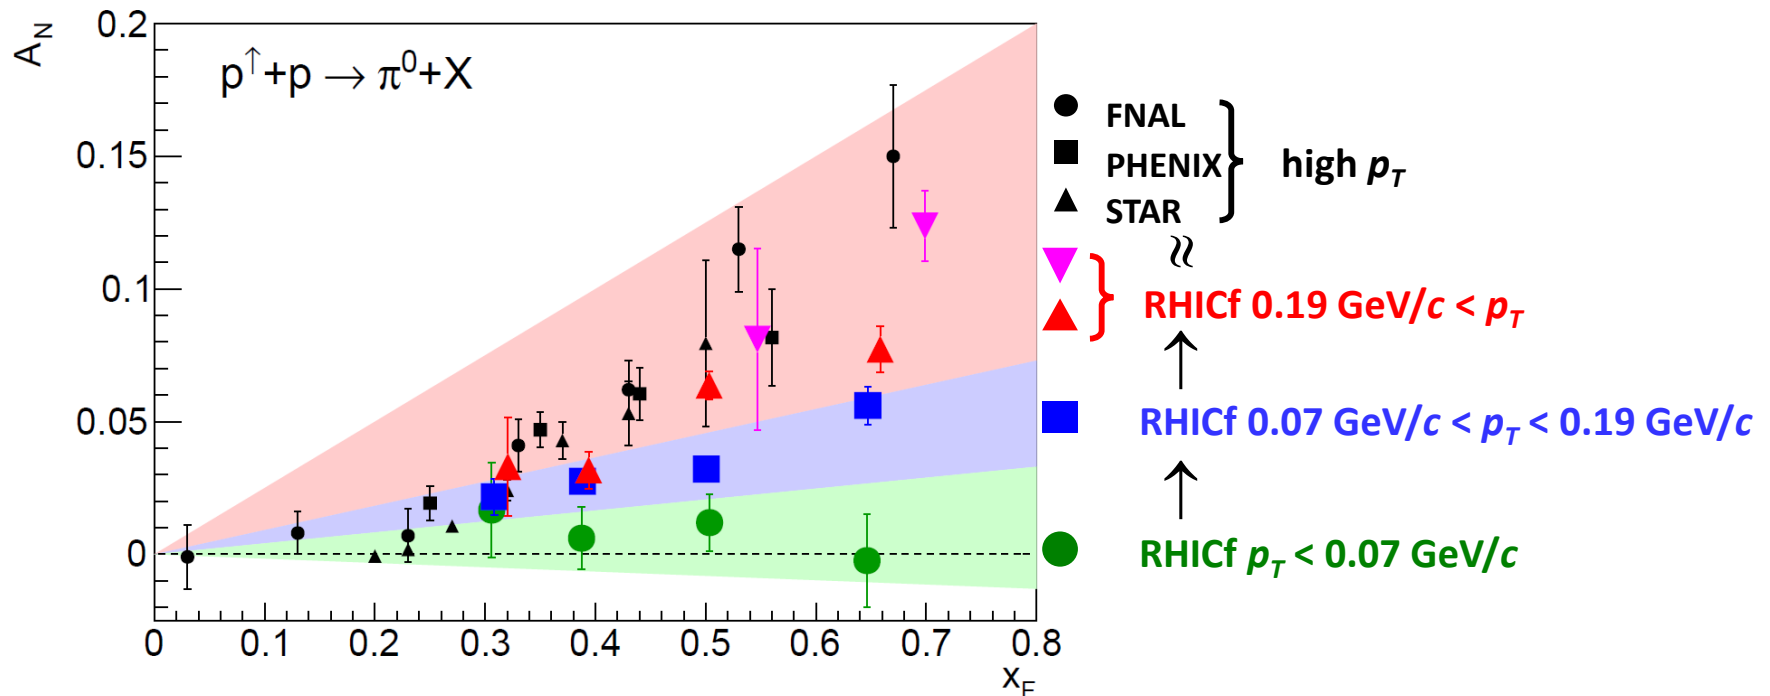 A_N
0.2
0.15
0.1
0.05
0
p↑+p → π⁰+X
0 0.1 0.2 0.3 0.4 0.5 0.6 0.7 0.8
x_F
FNAL
PHENIX
STAR
high p_T
≈
RHICf 0.19 GeV/c < p_T
RHICf 0.07 GeV/c < p_T < 0.19 GeV/c
RHICf p_T < 0.07 GeV/c